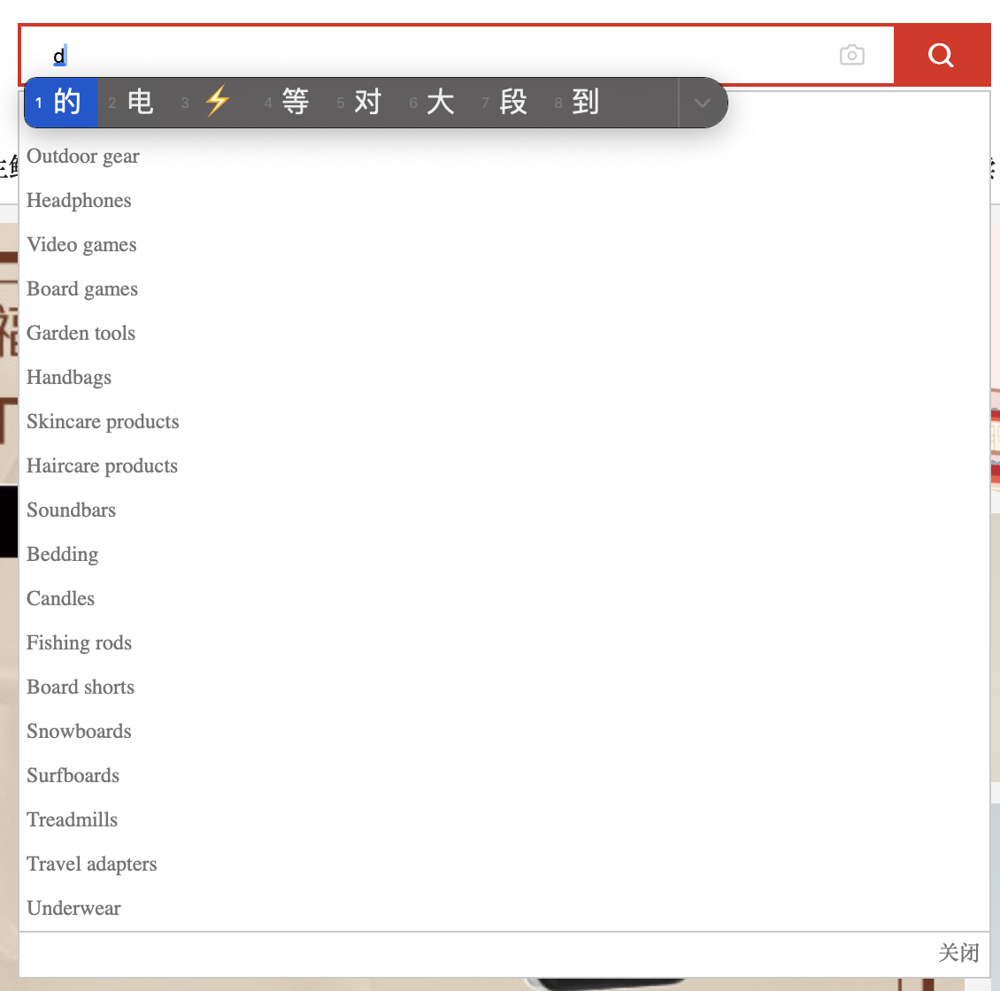 d
1 的 2 电 3 ⚡ 4 等 5 对 6 大 7 段 8 到
Outdoor gear
Headphones
Video games
Board games
Garden tools
Handbags
Skincare products
Haircare products
Soundbars
Bedding
Candles
Fishing rods
Board shorts
Snowboards
Surfboards
Treadmills
Travel adapters
Underwear
关闭